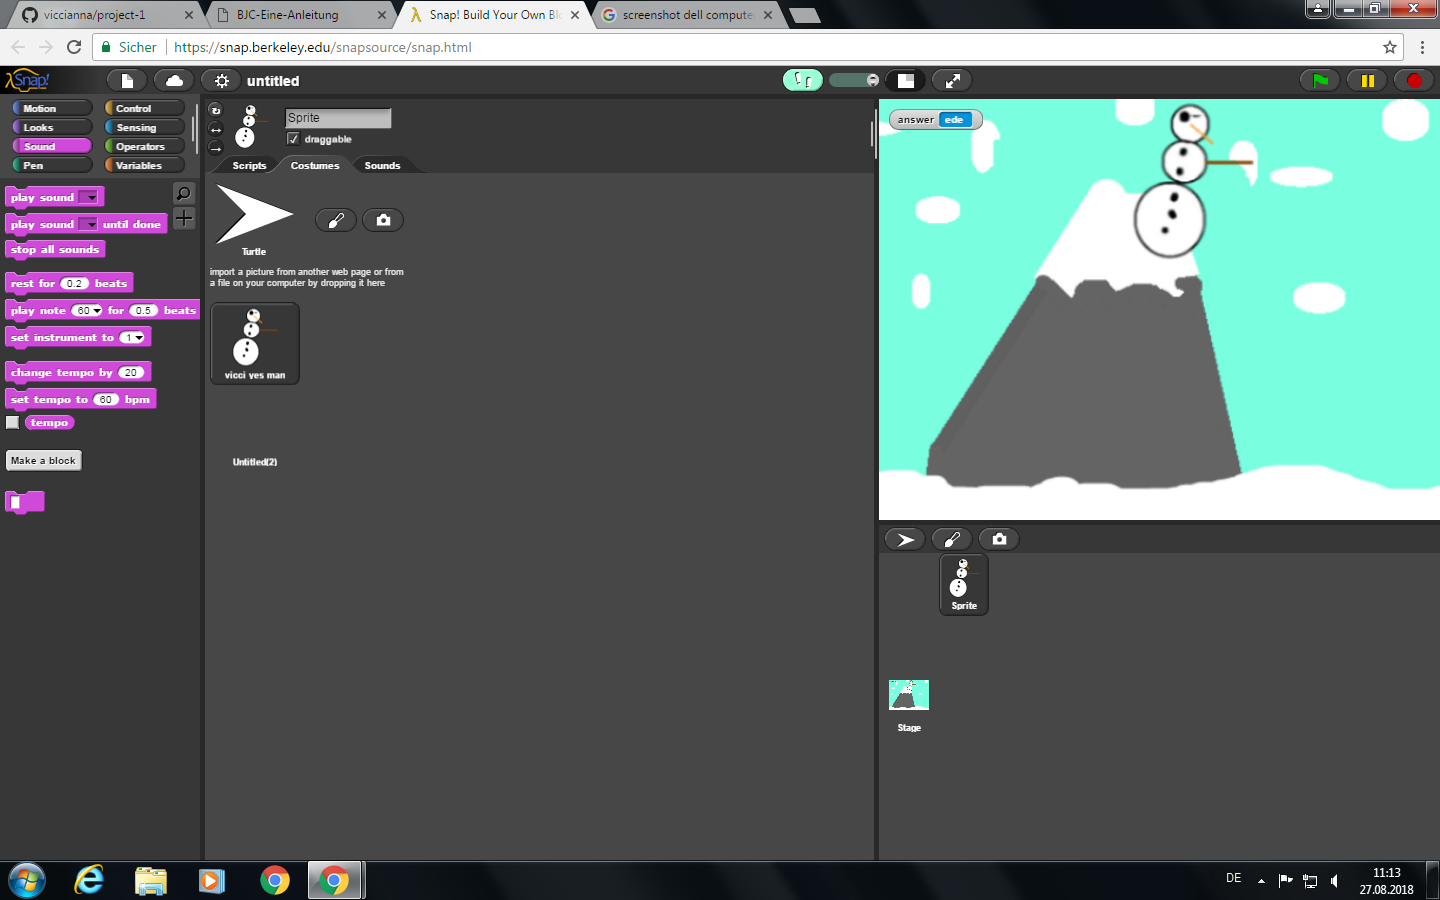 viccianna/project-1
BJC-Eine-Anleitung
Snap! Build Your Own Bl
screenshot dell compute
Sicher
https://snap.berkeley.edu/snapsource/snap.html
Snap!
untitled
Motion
Control
Looks
Sensing
Sound
Operators
Pen
Variables
play sound
play sound until done
stop all sounds
rest for 0.2 beats
play note 60 for 0.5 beats
set instrument to 1
change tempo by 20
set tempo to 60 bpm
tempo
Make a block
Sprite
draggable
Scripts
Costumes
Sounds
Turtle
import a picture from another web page or from
a file on your computer by dropping it here
vicci yes man
Untitled(2)
answer ede
Sprite
Stage
DE
11:13
27.08.2018